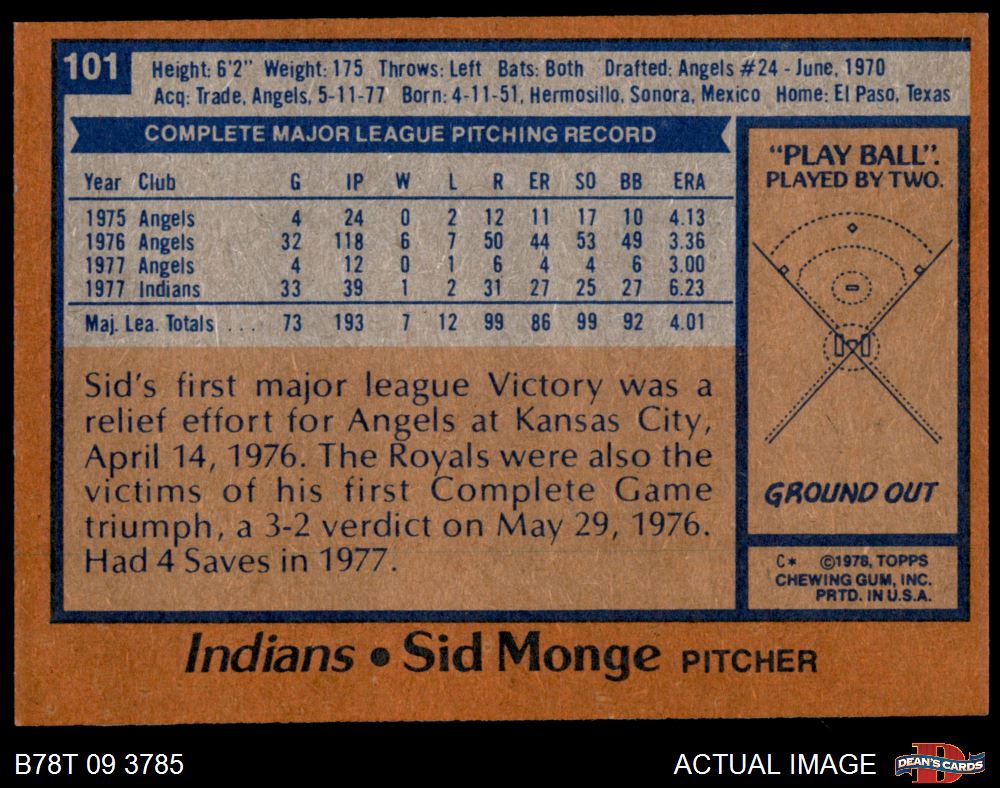 101
Height: 6'2" Weight: 175 Throws: Left Bats: Both Drafted: Angels #24 - June, 1970
Acq: Trade, Angels, 5-11-77 Born: 4-11-51, Hermosillo, Sonora, Mexico Home: El Paso, Texas
COMPLETE MAJOR LEAGUE PITCHING RECORD
Year Club G IP W L R ER SO BB ERA
1975 Angels 4 24 0 2 12 11 17 10 4.13
1976 Angels 32 118 6 7 50 44 53 49 3.36
1977 Angels 4 12 0 1 6 4 4 6 3.00
1977 Indians 33 39 1 2 31 27 25 27 6.23
Maj. Lea. Totals . . . 73 193 7 12 99 86 99 92 4.01
Sid's first major league Victory was a
relief effort for Angels at Kansas City,
April 14, 1976. The Royals were also the
victims of his first Complete Game
triumph, a 3-2 verdict on May 29, 1976.
Had 4 Saves in 1977.
"PLAY BALL".
PLAYED BY TWO.
GROUND OUT
C* ©1978, TOPPS
CHEWING GUM, INC.
PRTD. IN U.S.A.
Indians • Sid Monge PITCHER
B78T 09 3785
ACTUAL IMAGE
D
DEAN'S CARDS